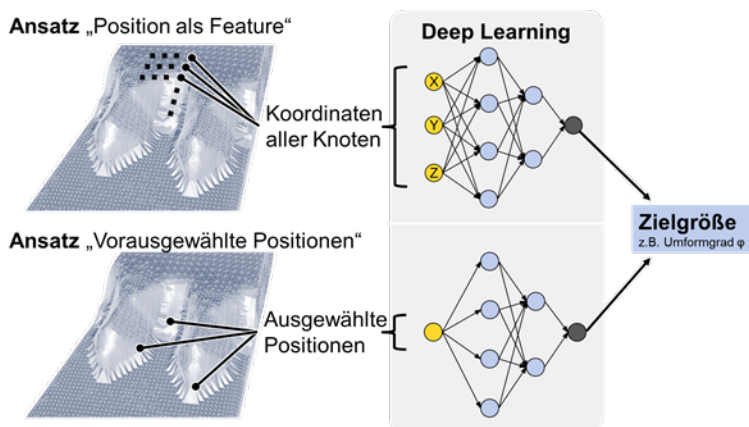 Ansatz „Position als Feature“
Deep Learning
X
Y
Z
Koordinaten
aller Knoten
Zielgröße
z.B. Umformgrad φ
Ansatz „Vorausgewählte Positionen“
Ausgewählte
Positionen